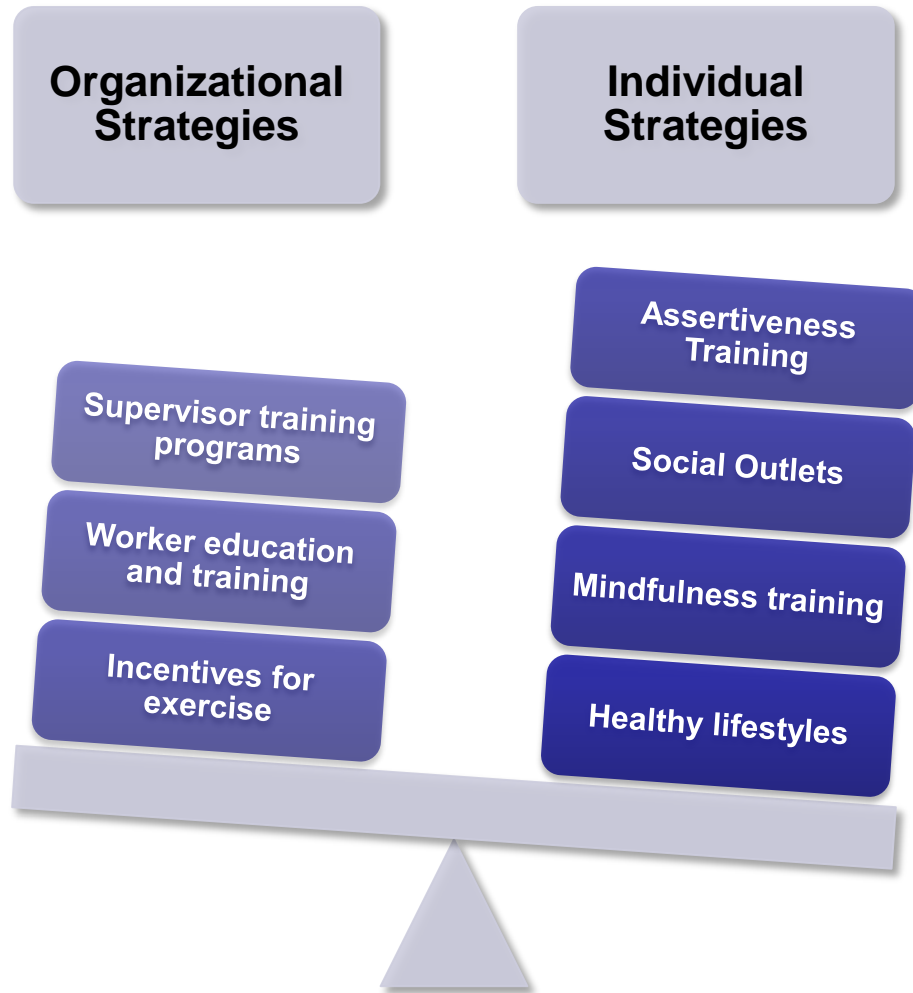 Organizational
Strategies
Individual
Strategies
Supervisor training
programs
Worker education
and training
Incentives for
exercise
Assertiveness
Training
Social Outlets
Mindfulness training
Healthy lifestyles